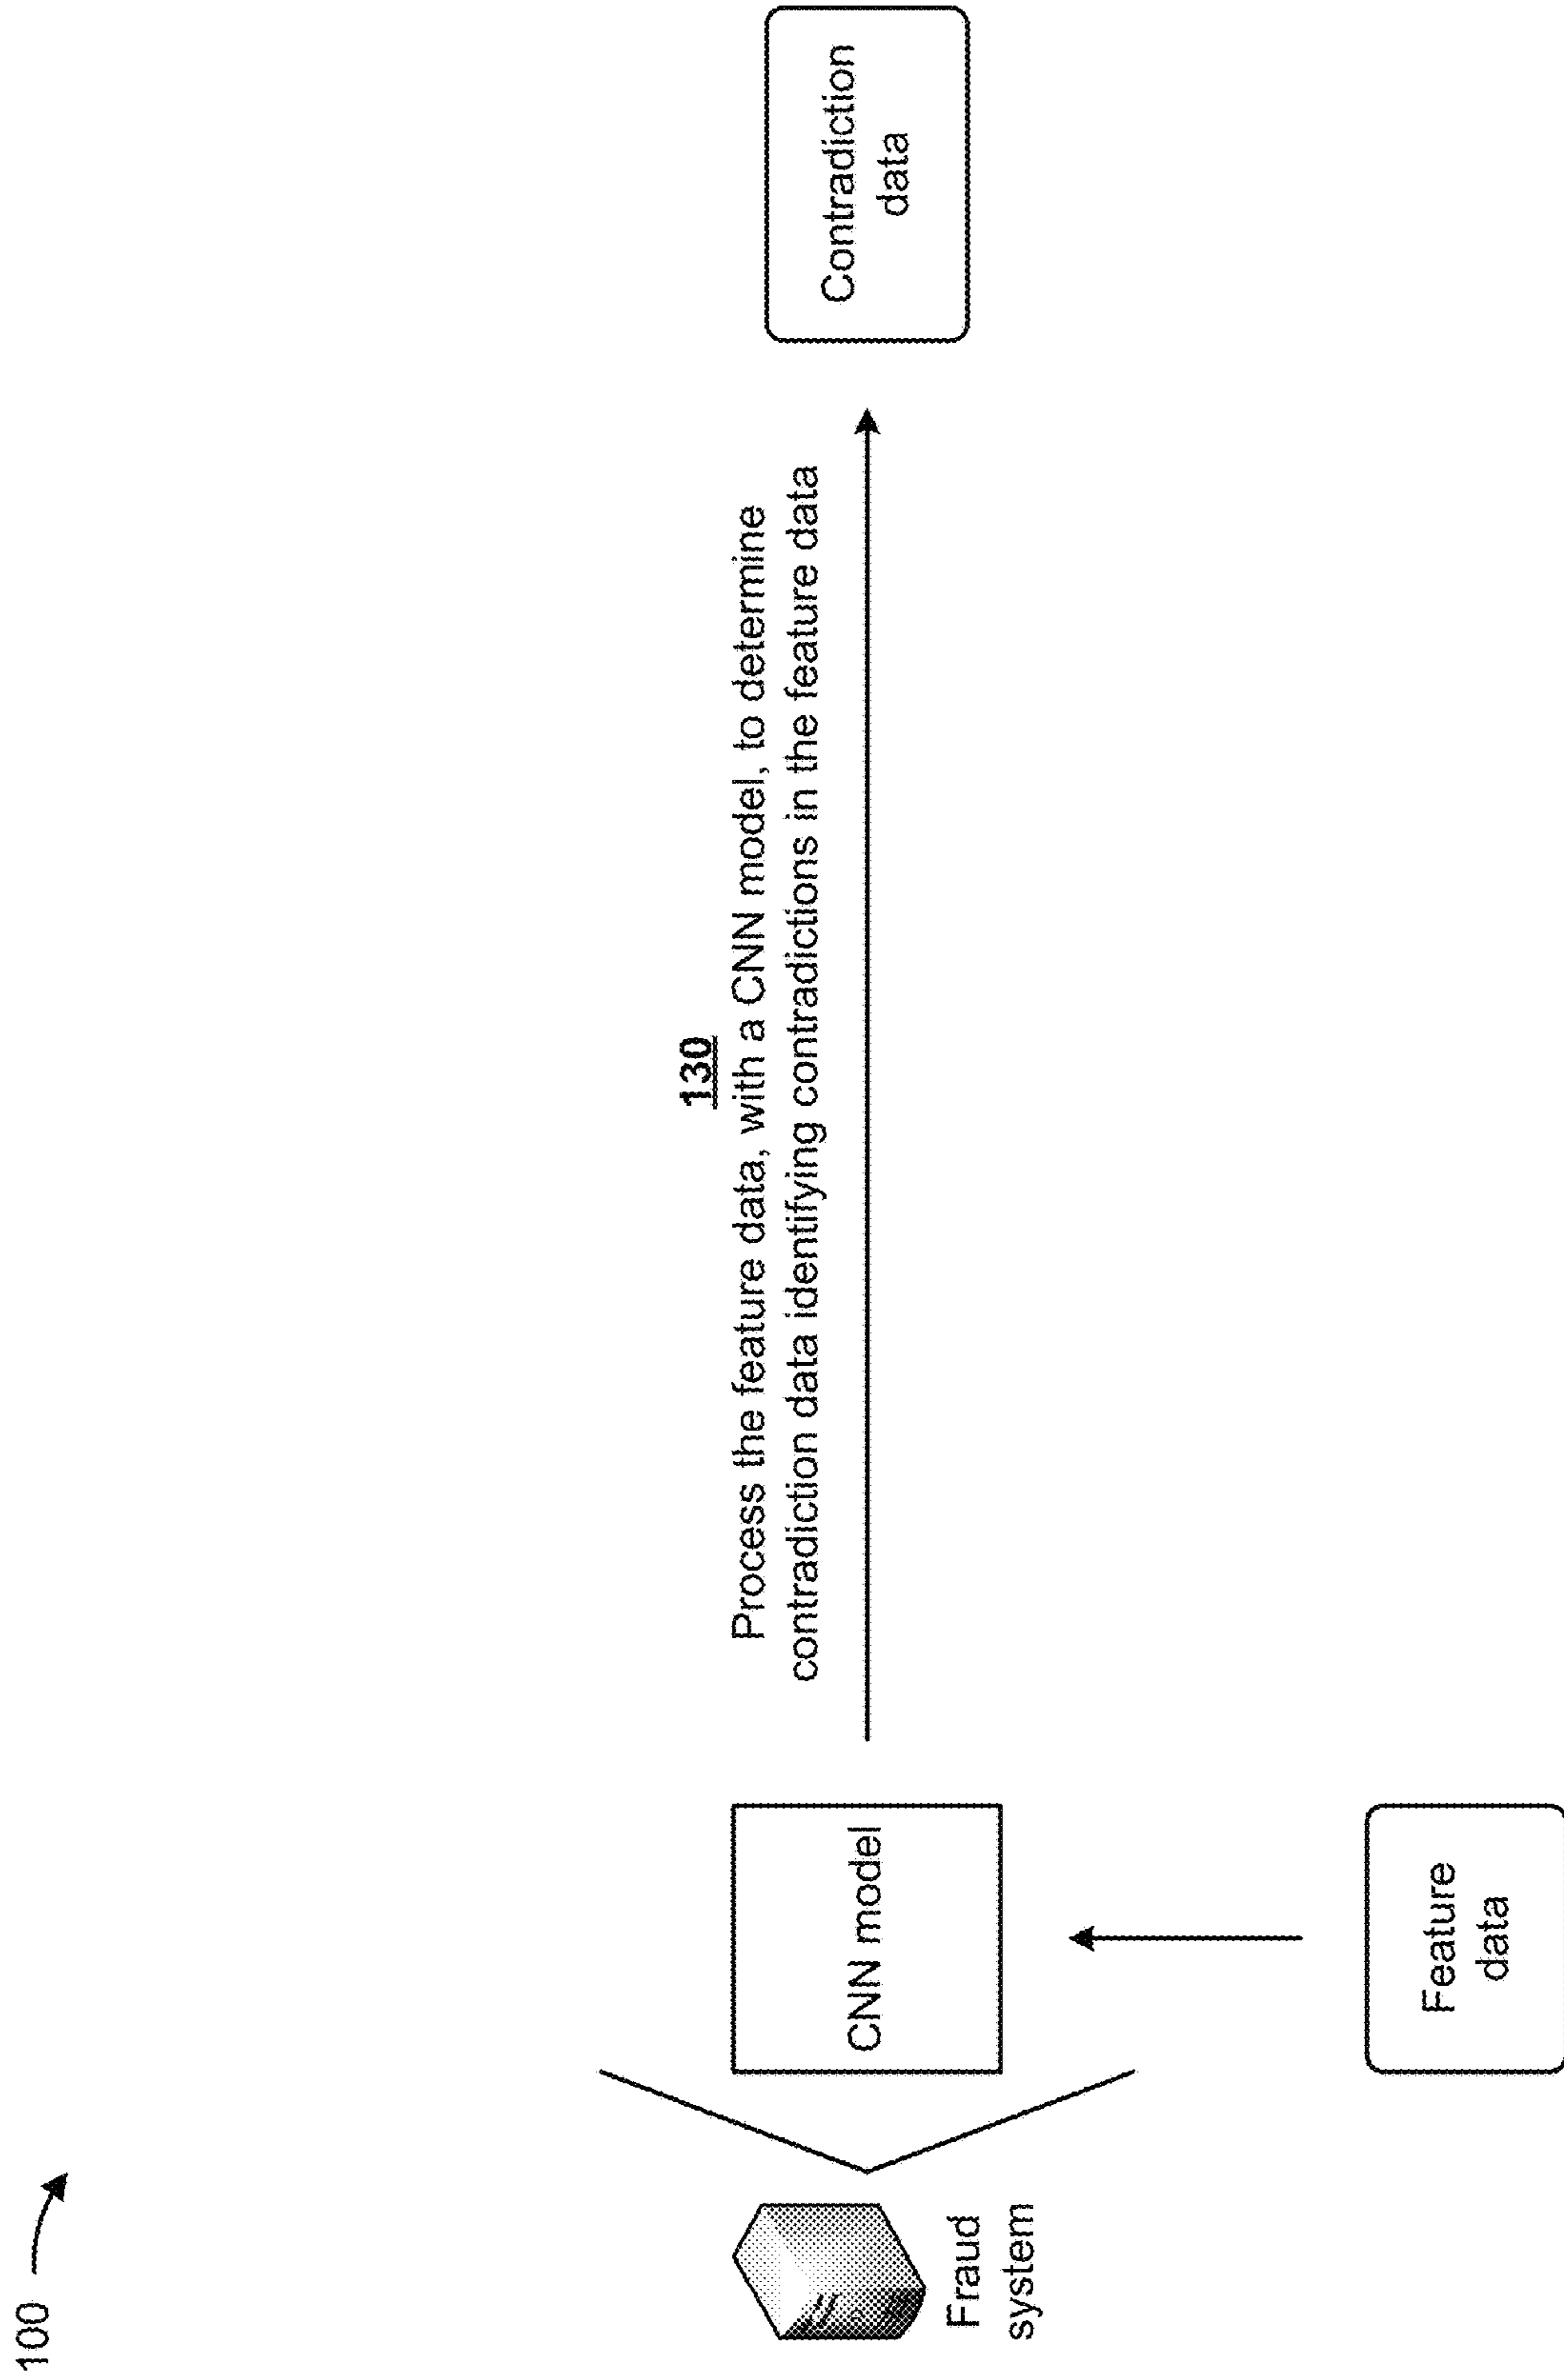 100
130
Process the feature data, with a CNN model, to determine
contradiction data identifying contradictions in the feature data
Fraud
system
CNN model
Contradiction
data
Feature
data